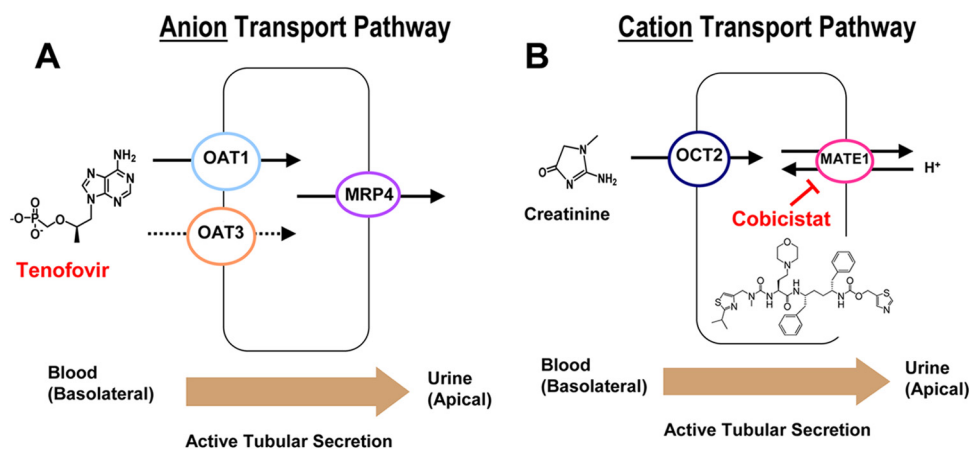 Anion Transport Pathway
A
OAT1
NH2
N
N
N
N
O
-O
P
O
O-
MRP4
OAT3
Tenofovir
Blood
(Basolateral)
Urine
(Apical)
Active Tubular Secretion
Cation Transport Pathway
B
OCT2
MATE1
H+
N
O
N
NH2
Creatinine
Cobicistat
O
N
S
N
N
O
N
H
O
H
N
N
H
O
O
S
N
Blood
(Basolateral)
Urine
(Apical)
Active Tubular Secretion